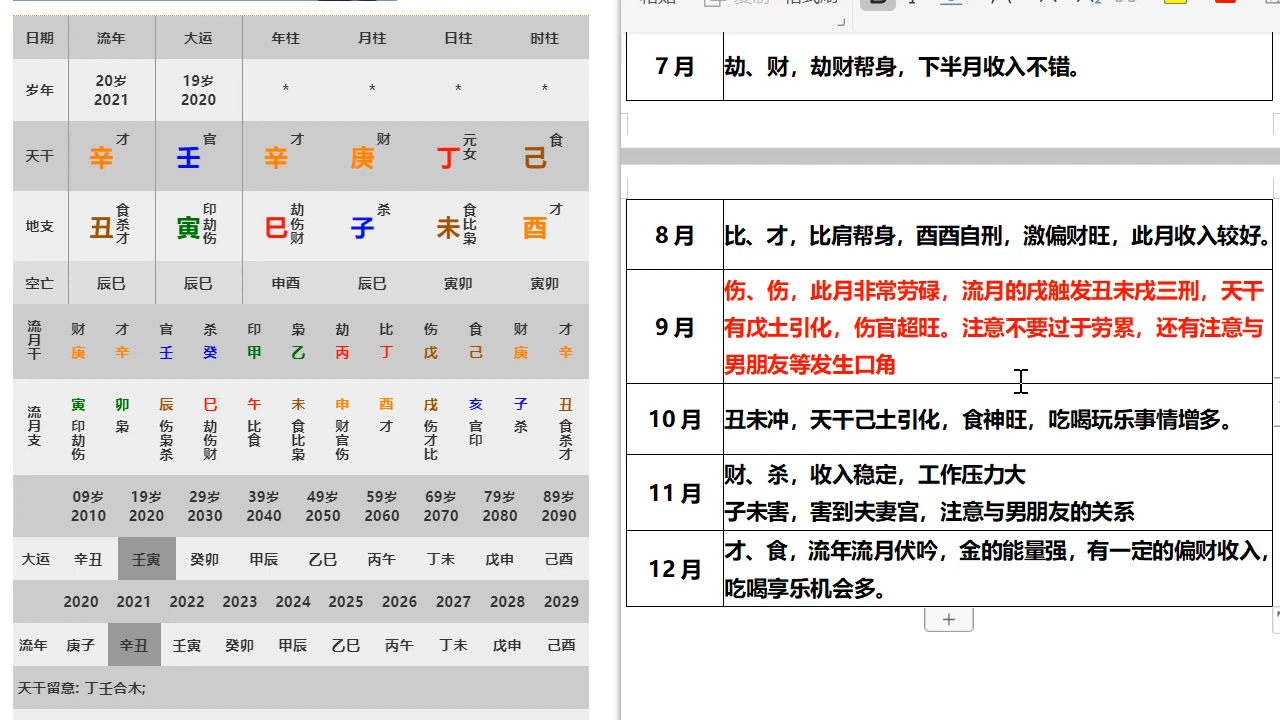 日期 流年 大运 年柱 月柱 日柱 时柱
岁年 20岁 19岁 * * * *
2021 2020
天干 辛 才 壬 官 辛 才 庚 财 丁 元女 己 食
地支 丑 食杀才 寅 印劫伤 巳 劫伤财 子 杀 未 食比枭 酉 才
空亡 辰巳 辰巳 申酉 辰巳 寅卯 寅卯
流月干 财 才 官 杀 印 枭 劫 比 伤 食 财 才
庚 辛 壬 癸 甲 乙 丙 丁 戊 己 庚 辛
流月支 寅 卯 辰 巳 午 未 申 酉 戌 亥 子 丑
印劫伤 枭 伤枭杀 劫伤财 比食 食比枭 财官伤 才 伤才比 官印 杀 食杀才
09岁 19岁 29岁 39岁 49岁 59岁 69岁 79岁 89岁
2010 2020 2030 2040 2050 2060 2070 2080 2090
大运 辛丑 壬寅 癸卯 甲辰 乙巳 丙午 丁未 戊申 己酉
2020 2021 2022 2023 2024 2025 2026 2027 2028 2029
流年 庚子 辛丑 壬寅 癸卯 甲辰 乙巳 丙午 丁未 戊申 己酉
天干留意: 丁壬合木;
7月 劫、财，劫财帮身，下半月收入不错。
8月 比、才，比肩帮身，酉酉自刑，激偏财旺，此月收入较好。
9月 伤、伤，此月非常劳碌，流月的戌触发丑未戌三刑，天干
有戊土引化，伤官超旺。注意不要过于劳累，还有注意与
男朋友等发生口角
10月 丑未冲，天干己土引化，食神旺，吃喝玩乐事情增多。
11月 财、杀，收入稳定，工作压力大
子未害，害到夫妻宫，注意与男朋友的关系
12月 才、食，流年流月伏吟，金的能量强，有一定的偏财收入，
吃喝享乐机会多。